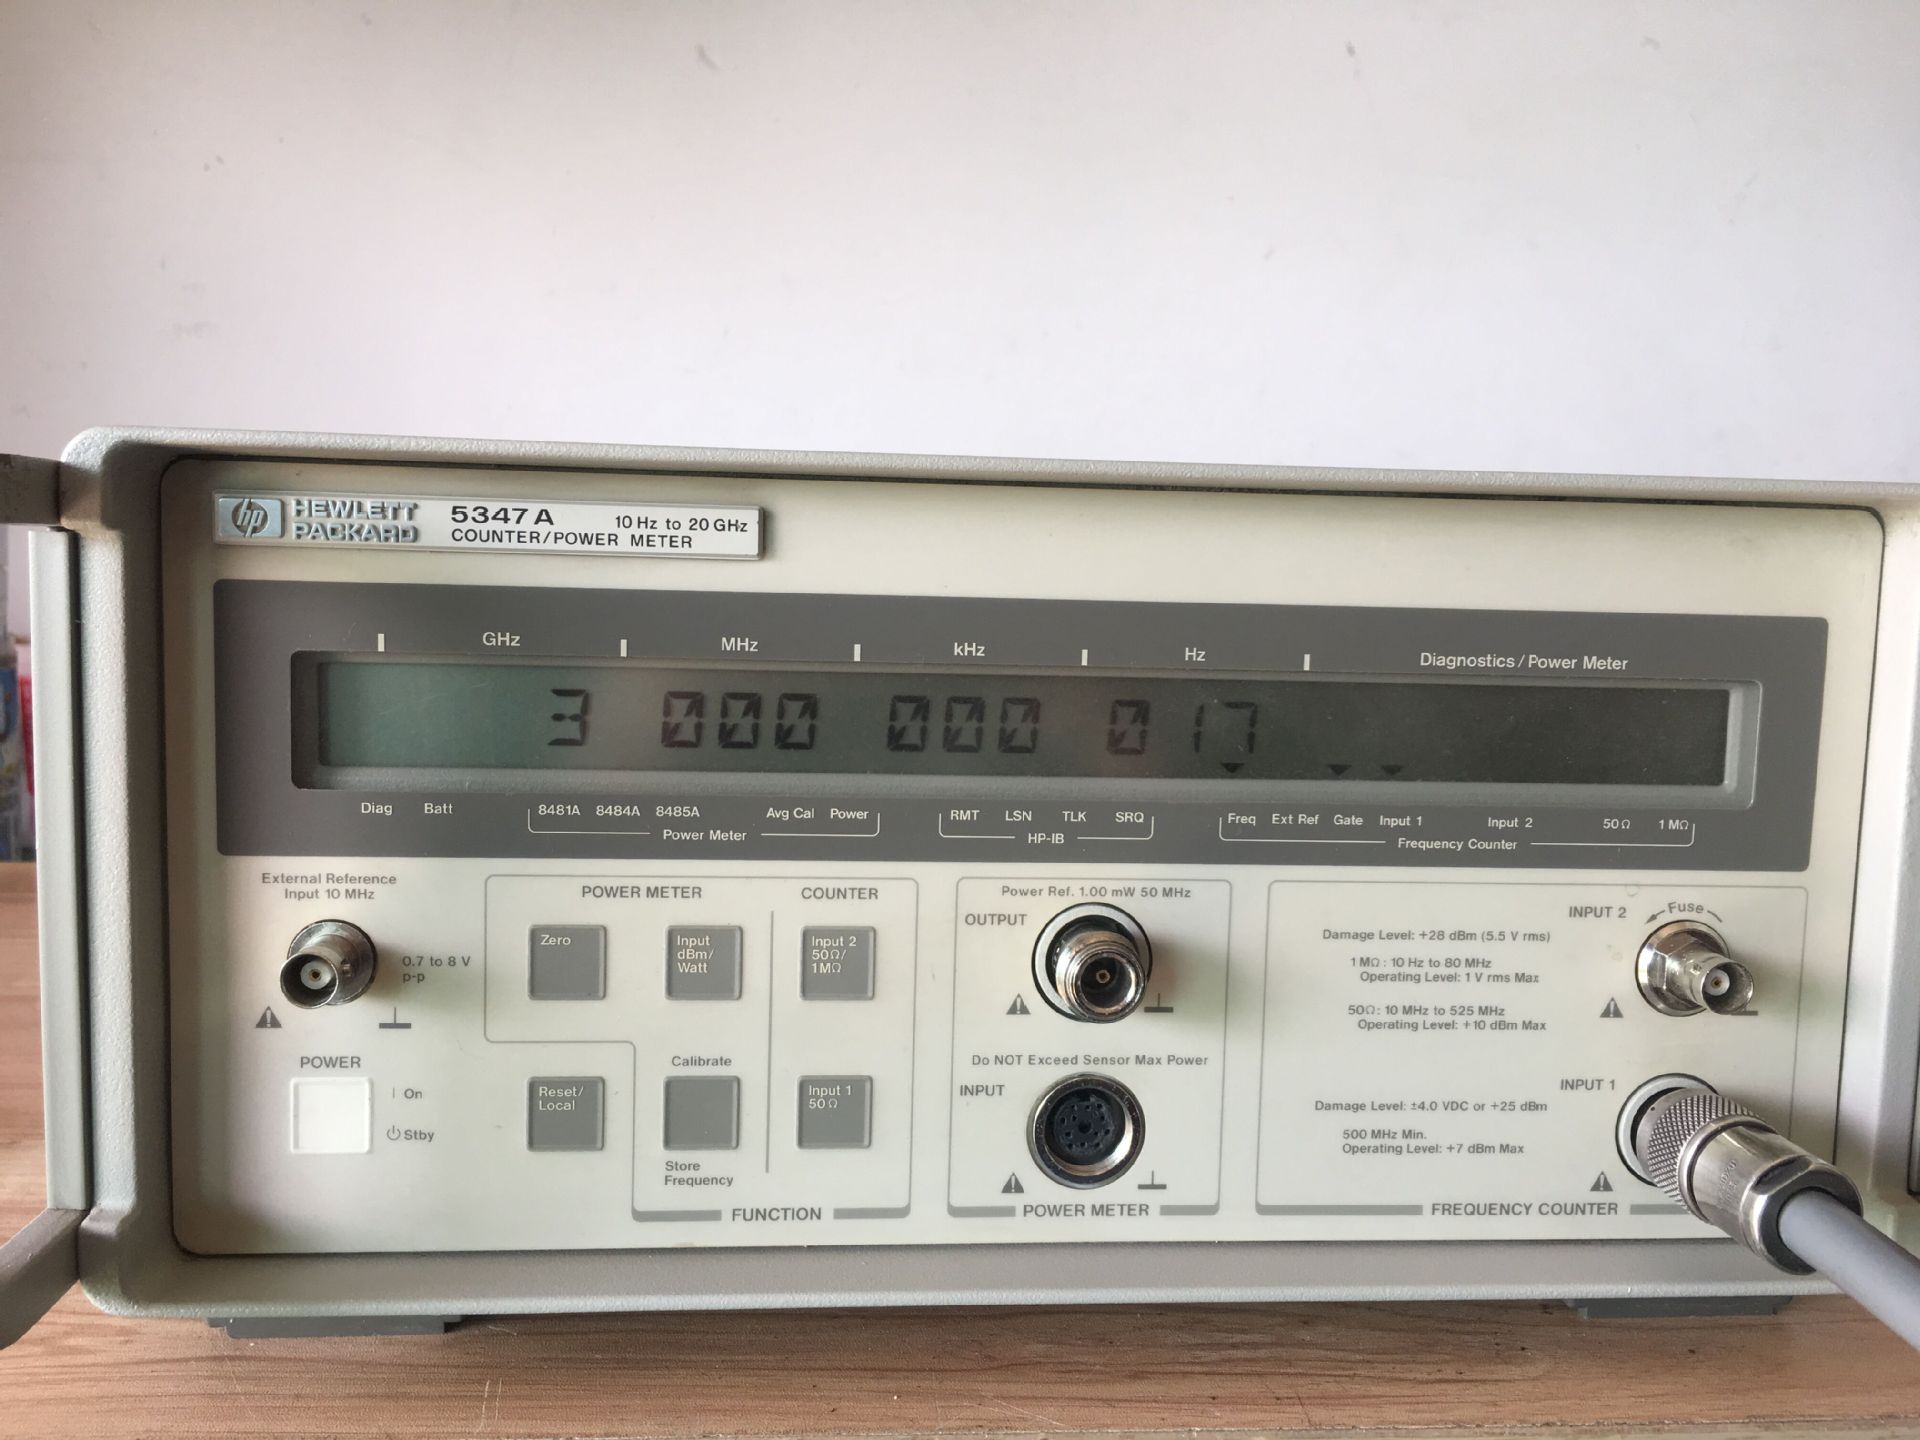 hp HEWLETT PACKARD 5347A 10 Hz to 20 GHz
COUNTER/POWER METER
GHz MHz kHz Hz Diagnostics/Power Meter
3 000 000 017
Diag Batt 8481A 8484A 8485A Avg Cal Power RMT LSN TLK SRQ Freq Ext Ref Gate Input 1 Input 2 50Ω 1MΩ
Power Meter HP-IB Frequency Counter
External Reference
Input 10 MHz
0.7 to 8 V
p-p
POWER
On
Stby
POWER METER COUNTER
Zero
Input
dBm/
Watt
Input 2
50Ω/
1MΩ
Reset/
Local
Calibrate
Store
Frequency
Input 1
50Ω
FUNCTION
Power Ref. 1.00 mW 50 MHz
OUTPUT
Do NOT Exceed Sensor Max Power
INPUT
POWER METER
INPUT 2 Fuse
Damage Level: +28 dBm (5.5 V rms)
1 MΩ: 10 Hz to 80 MHz
Operating Level: 1 V rms Max
50Ω: 10 MHz to 525 MHz
Operating Level: +10 dBm Max
INPUT 1
Damage Level: ±4.0 VDC or +25 dBm
500 MHz Min.
Operating Level: +7 dBm Max
FREQUENCY COUNTER